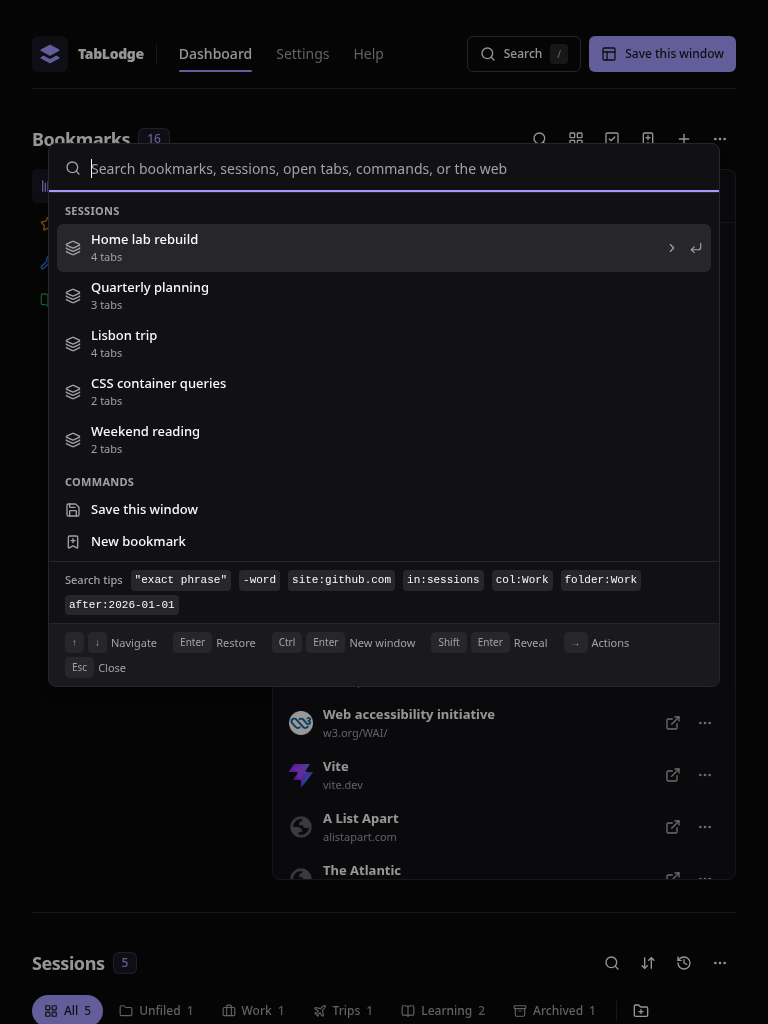 TabLodge
Dashboard
Settings
Help
Search /
Save this window
Bookmarks 16
Search bookmarks, sessions, open tabs, commands, or the web
SESSIONS
Home lab rebuild
4 tabs
Quarterly planning
3 tabs
Lisbon trip
4 tabs
CSS container queries
2 tabs
Weekend reading
2 tabs
COMMANDS
Save this window
New bookmark
Search tips "exact phrase" -word site:github.com in:sessions col:Work folder:Work
after:2026-01-01
↑ ↓ Navigate Enter Restore Ctrl Enter New window Shift Enter Reveal → Actions
Esc Close
Web accessibility initiative
w3.org/WAI/
Vite
vite.dev
A List Apart
alistapart.com
The Atlantic
Sessions 5
All 5 Unfiled 1 Work 1 Trips 1 Learning 2 Archived 1